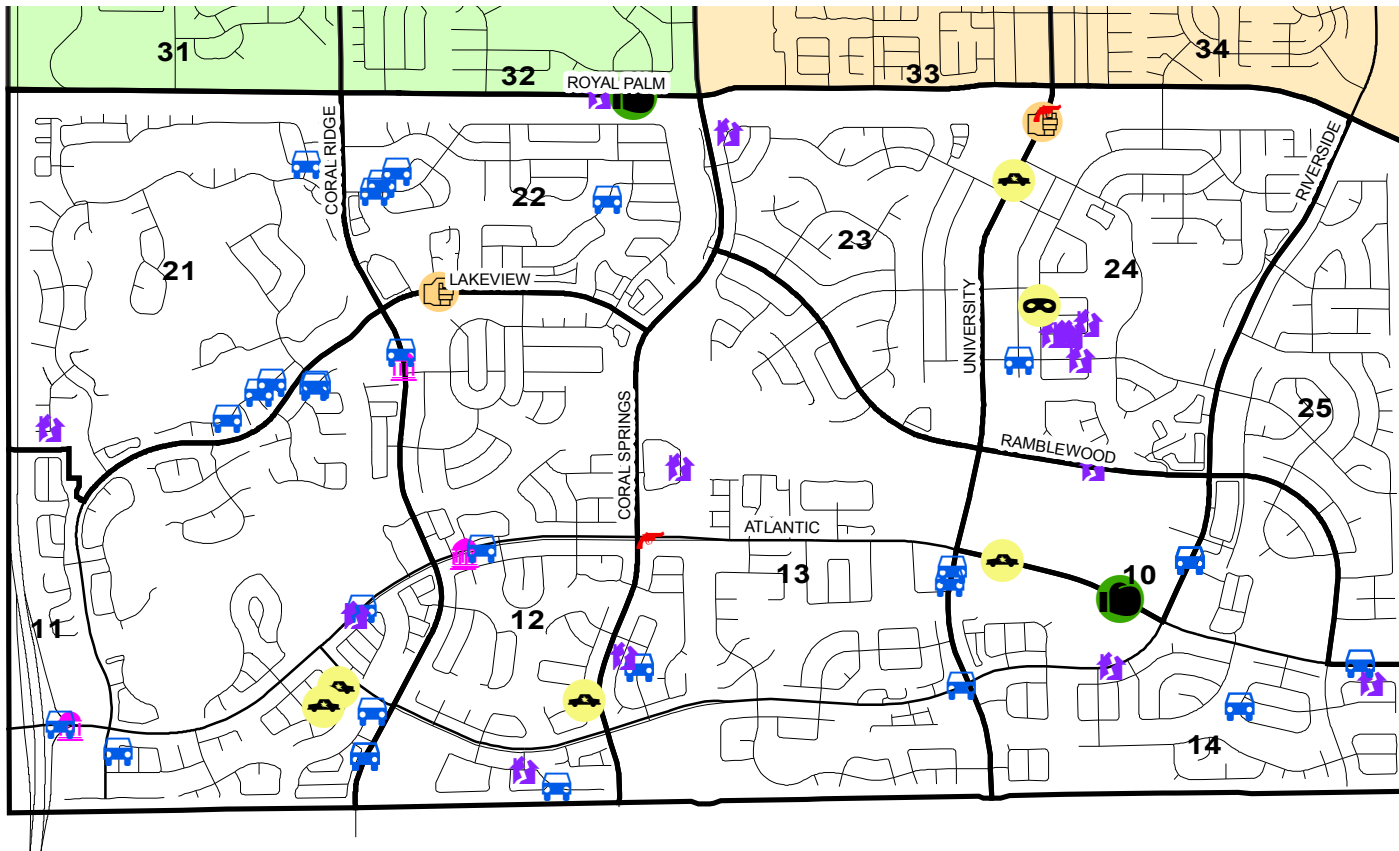 31
32
33
34
ROYAL PALM
CORAL RIDGE
RIVERSIDE
22
23
21
24
LAKEVIEW
UNIVERSITY
CORAL SPRINGS
25
RAMBLEWOOD
ATLANTIC
13
10
12
11
14